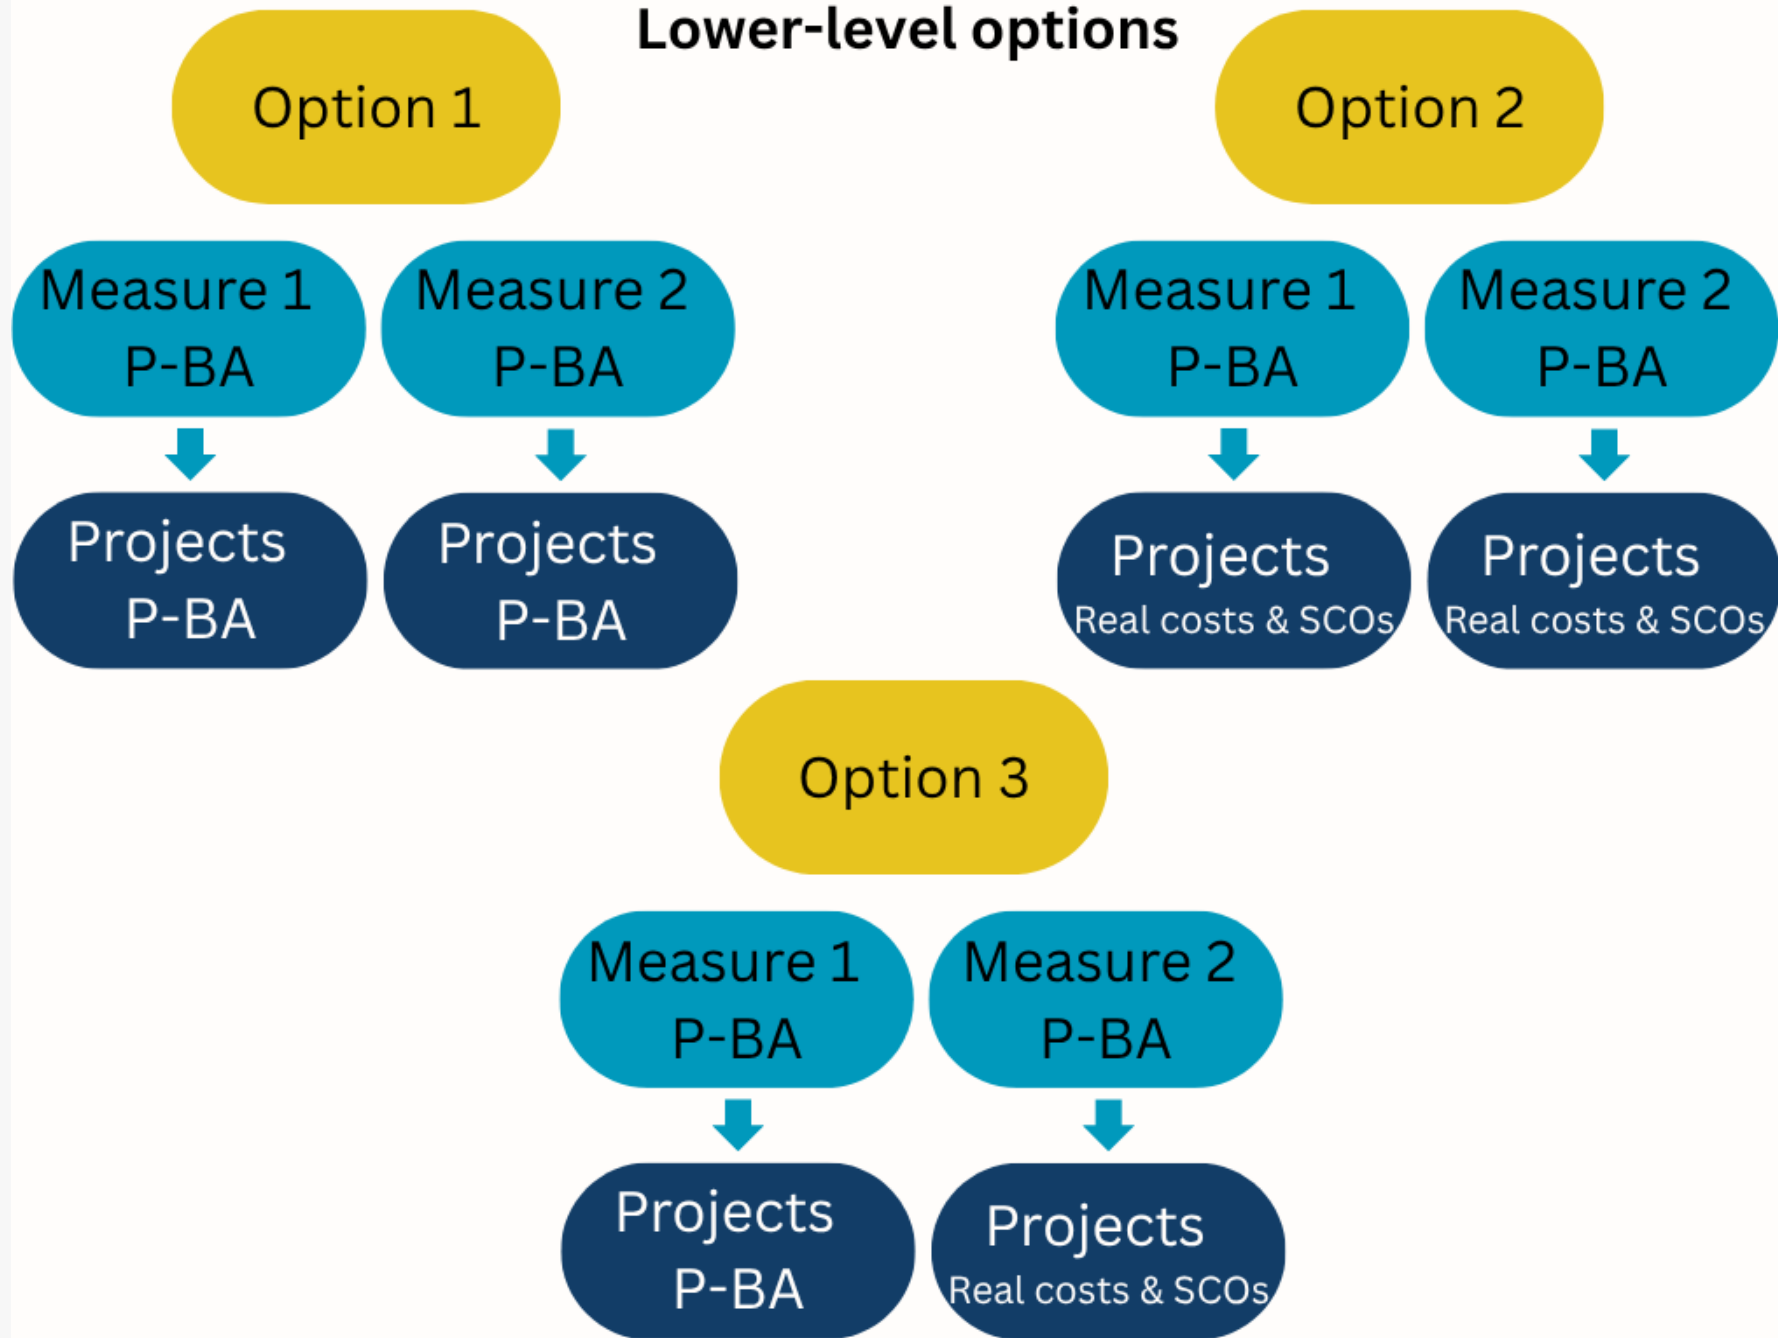 Lower-level options
Option 1
Measure 1
P-BA
Measure 2
P-BA
Projects
P-BA
Projects
P-BA
Option 2
Measure 1
P-BA
Measure 2
P-BA
Projects
Real costs & SCOs
Projects
Real costs & SCOs
Option 3
Measure 1
P-BA
Measure 2
P-BA
Projects
P-BA
Projects
Real costs & SCOs